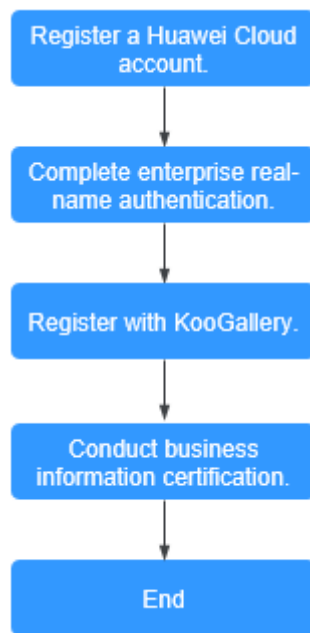 Register a Huawei Cloud
account.
Complete enterprise real-
name authentication.
Register with KooGallery.
Conduct business
information certification.
End